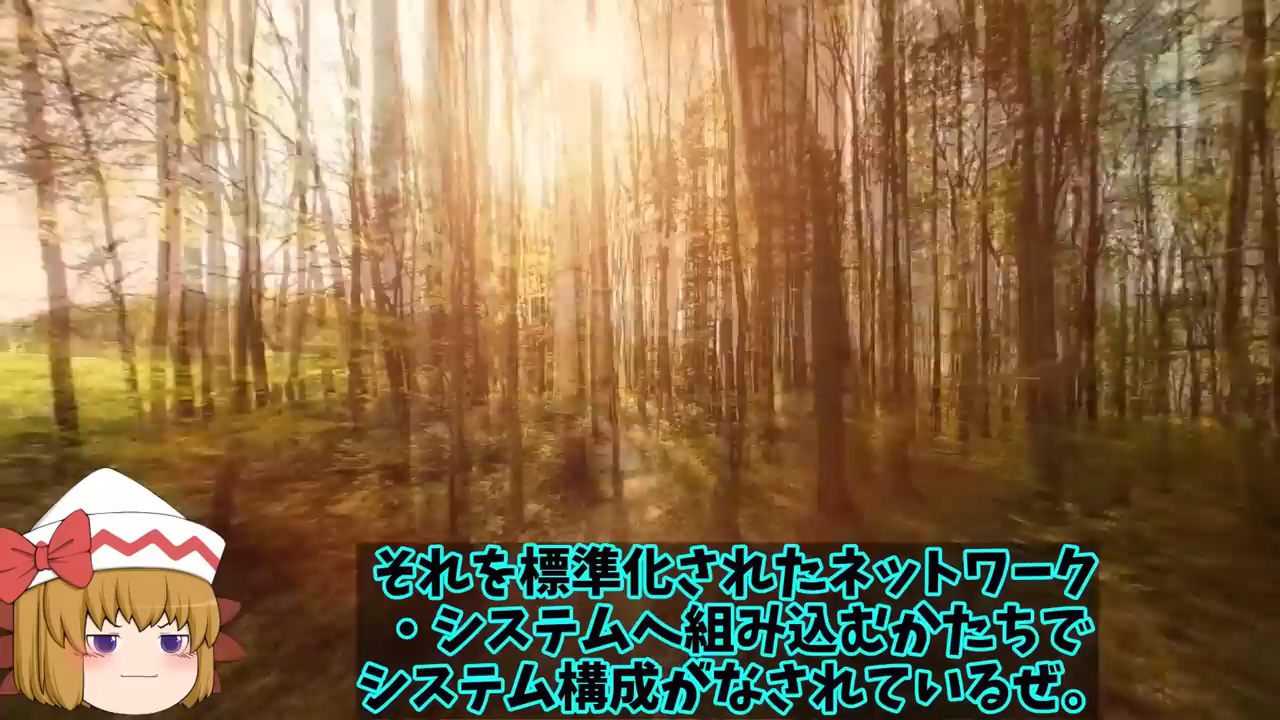 それを標準化されたネットワーク
・システムへ組み込むかたちで
システム構成がなされているぜ。